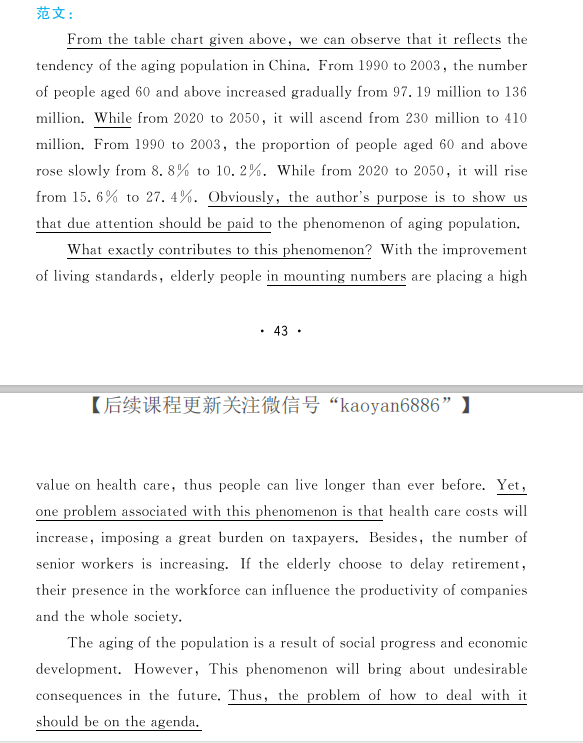 范文：
From the table chart given above, we can observe that it reflects the
tendency of the aging population in China. From 1990 to 2003, the number
of people aged 60 and above increased gradually from 97.19 million to 136
million. While from 2020 to 2050, it will ascend from 230 million to 410
million. From 1990 to 2003, the proportion of people aged 60 and above
rose slowly from 8.8% to 10.2%. While from 2020 to 2050, it will rise
from 15.6% to 27.4%. Obviously, the author's purpose is to show us
that due attention should be paid to the phenomenon of aging population.
What exactly contributes to this phenomenon? With the improvement
of living standards, elderly people in mounting numbers are placing a high
• 43 •
【后续课程更新关注微信号“kaoyan6886”】
value on health care, thus people can live longer than ever before. Yet,
one problem associated with this phenomenon is that health care costs will
increase, imposing a great burden on taxpayers. Besides, the number of
senior workers is increasing. If the elderly choose to delay retirement,
their presence in the workforce can influence the productivity of companies
and the whole society.
The aging of the population is a result of social progress and economic
development. However, This phenomenon will bring about undesirable
consequences in the future. Thus, the problem of how to deal with it
should be on the agenda.